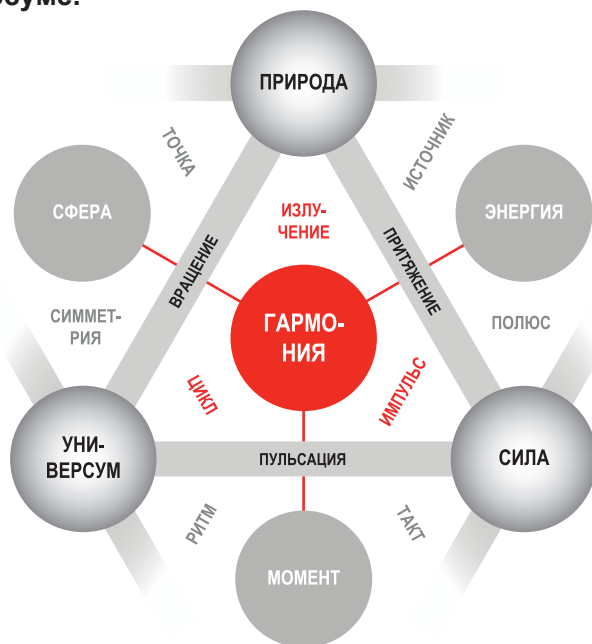 суме.
ПРИРОДА
ТОЧКА
ИСТОЧНИК
СФЕРА
ИЗЛУ-
ЧЕНИЕ
ЭНЕРГИЯ
ВРАЩЕНИЕ
ПРИТЯЖЕНИЕ
СИММЕТ-
РИЯ
ГАРМО-
НИЯ
ПОЛЮС
ЦИКЛ
ИМПУЛЬС
УНИ-
ВЕРСУМ
ПУЛЬСАЦИЯ
СИЛА
РИТМ
ТАКТ
МОМЕНТ